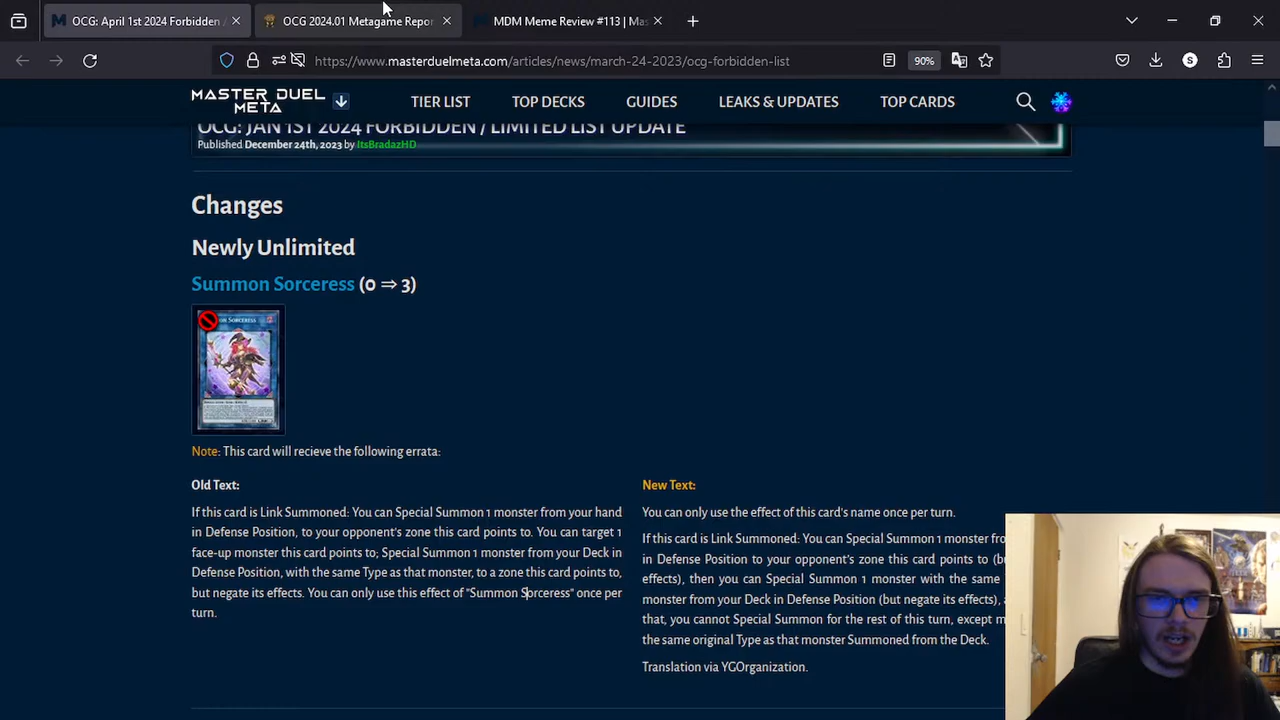 OCG: April 1st 2024 Forbidden /
OCG 2024.01 Metagame Repor
MDM Meme Review #113 | Mas
https://www.masterduelmeta.com/articles/news/march-24-2023/ocg-forbidden-list
90%
S
MASTER DUEL
META
TIER LIST
TOP DECKS
GUIDES
LEAKS & UPDATES
TOP CARDS
OCG: JAN 1ST 2024 FORBIDDEN / LIMITED LIST UPDATE
Published December 24th, 2023 by ItsBradazHD
Changes
Newly Unlimited
Summon Sorceress (0 ⇒ 3)
Note: This card will recieve the following errata:
Old Text:
If this card is Link Summoned: You can Special Summon 1 monster from your hand
in Defense Position, to your opponent's zone this card points to. You can target 1
face-up monster this card points to; Special Summon 1 monster from your Deck in
Defense Position, with the same Type as that monster, to a zone this card points to,
but negate its effects. You can only use this effect of "Summon Sorceress" once per
turn.
New Text:
You can only use the effect of this card's name once per turn.
If this card is Link Summoned: You can Special Summon 1 monster fro
in Defense Position to your opponent's zone this card points to (bu
effects), then you can Special Summon 1 monster with the same
monster from your Deck in Defense Position (but negate its effects), a
that, you cannot Special Summon for the rest of this turn, except m
the same original Type as that monster Summoned from the Deck.
Translation via YGOrganization.